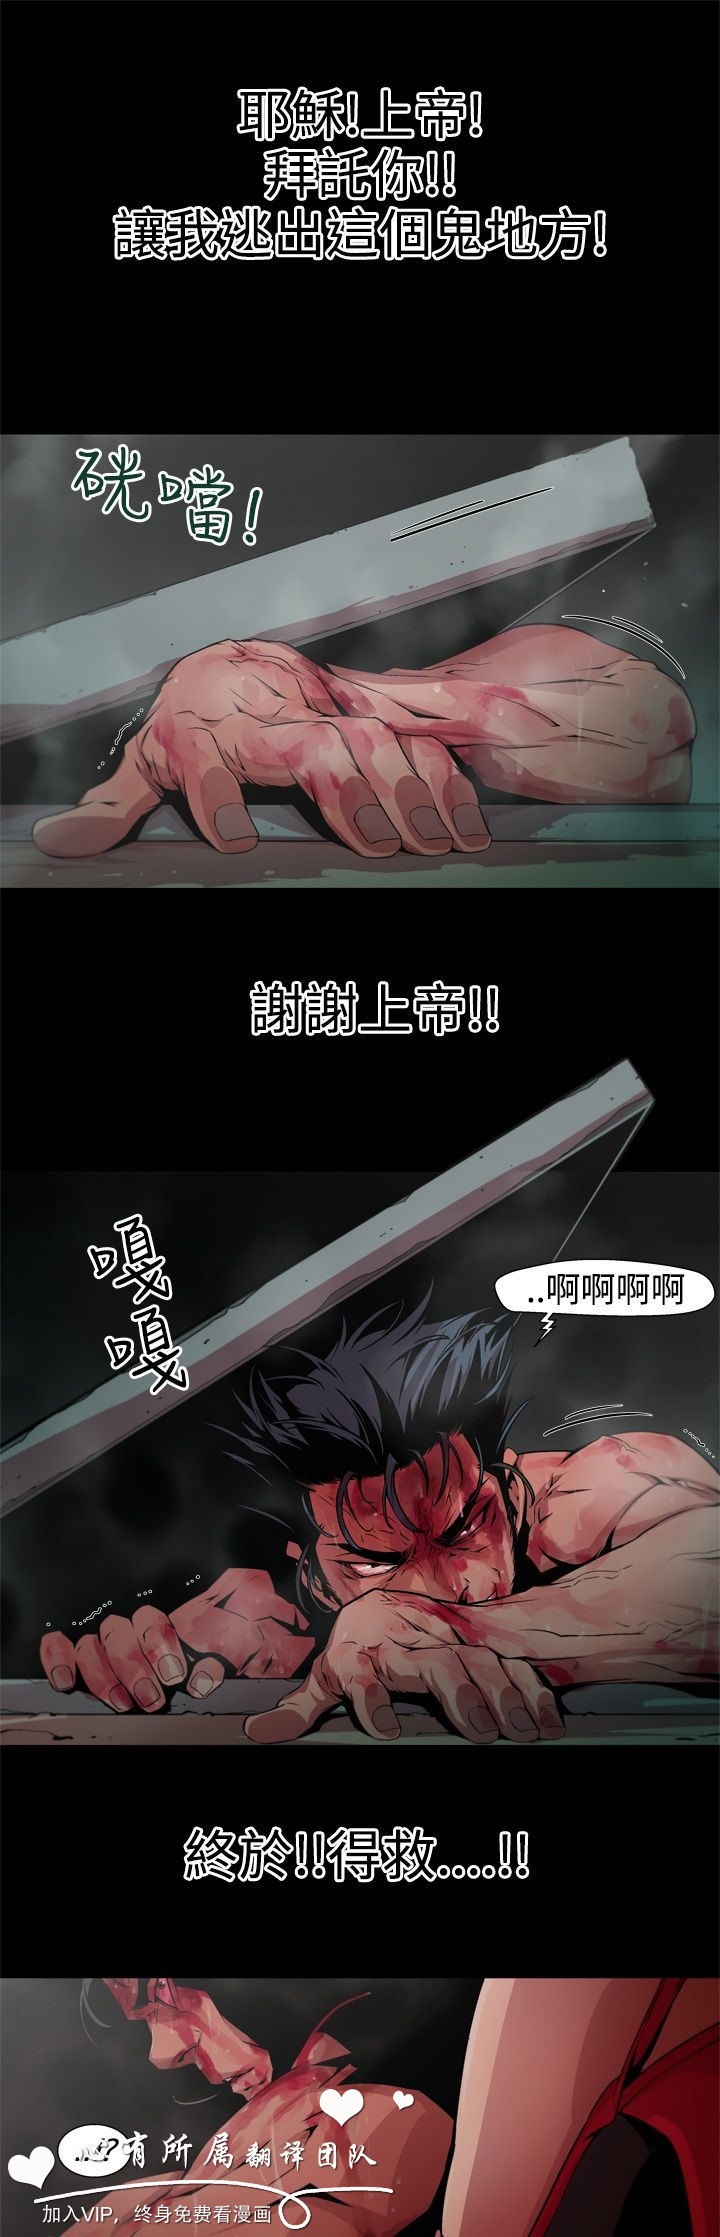 耶穌!上帝!
拜託你!!
讓我逃出這個鬼地方!
硄噹!
謝謝上帝!!
嘎
嘎
..啊啊啊啊
終於!!得救....!!
...!?
心有所属翻译团队
加入VIP，终身免费看漫画